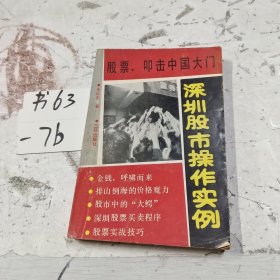 股票，叩击中国大门
深圳股市操作实例
金钱，呼啸而来
排山倒海的价格魔力
股市中的“大鳄”
深圳股票买卖程序
股票实战技巧
书63
-7b